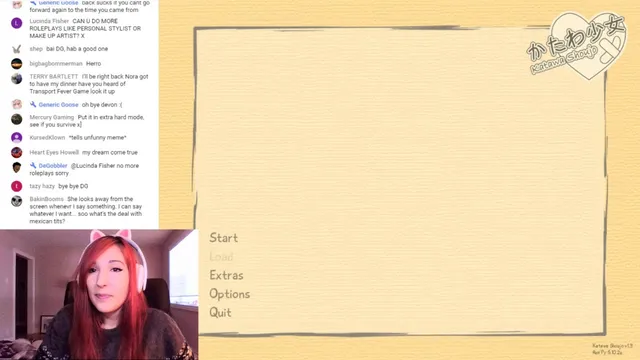 Generic Goose back sucks if you cant go
forward again to the time you came from
Lucinda Fisher CAN U DO MORE
ROLEPLAYS LIKE PERSONAL STYLIST OR
MAKE UP ARTIST? X
shep bai DG, hab a good one
bigbagbommerman Herro
TERRY BARTLETT I'll be right back Nora got
to have my dinner have you heard of
Transport Fever Game look it up
Generic Goose oh bye devon :(
Mercury Gaming Put it in extra hard mode,
see if you survive x]
KursedKlown *tells unfunny meme*
Heart Eyes Howell my dream come true
GeGobbler @Lucinda Fisher no more
roleplays sorry
tazy hazy bye bye DG
BakinBooms She looks away from the
screen whenevr I say something, I can say
whatever I want... soo what's the deal with
mexican tits?
かたわ少女
Katawa Shoujo
Start
Load
Extras
Options
Quit